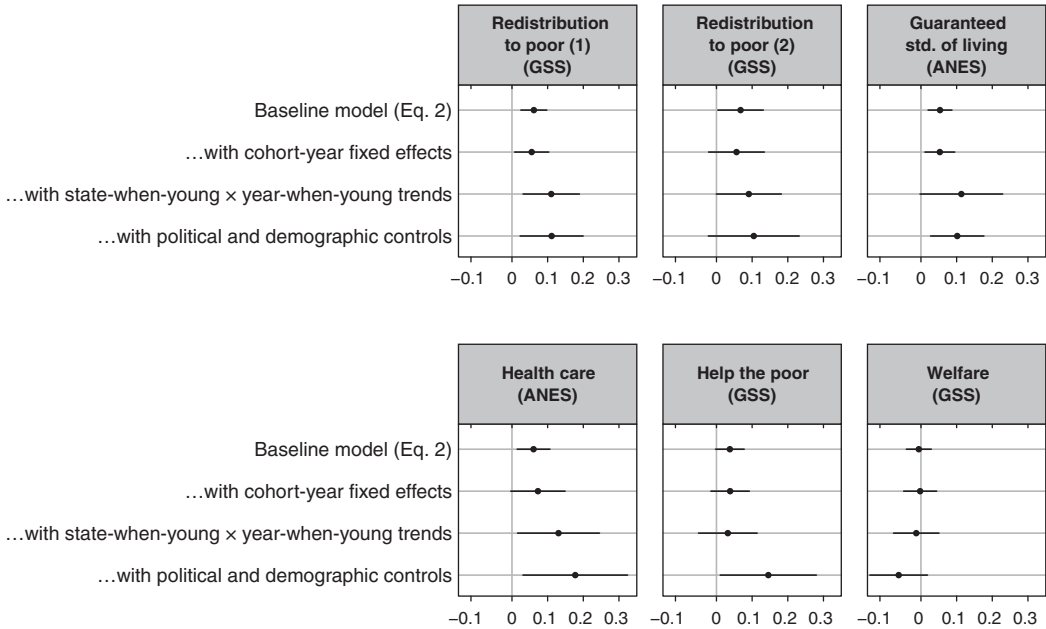 Redistribution
to poor (1)
(GSS)
Redistribution
to poor (2)
(GSS)
Guaranteed
std. of living
(ANES)
Baseline model (Eq. 2)
…with cohort-year fixed effects
…with state-when-young × year-when-young trends
…with political and demographic controls
−0.1 0 0.1 0.2 0.3
−0.1 0 0.1 0.2 0.3
−0.1 0 0.1 0.2 0.3
Health care
(ANES)
Help the poor
(GSS)
Welfare
(GSS)
Baseline model (Eq. 2)
…with cohort-year fixed effects
…with state-when-young × year-when-young trends
…with political and demographic controls
−0.1 0 0.1 0.2 0.3
−0.1 0 0.1 0.2 0.3
−0.1 0 0.1 0.2 0.3